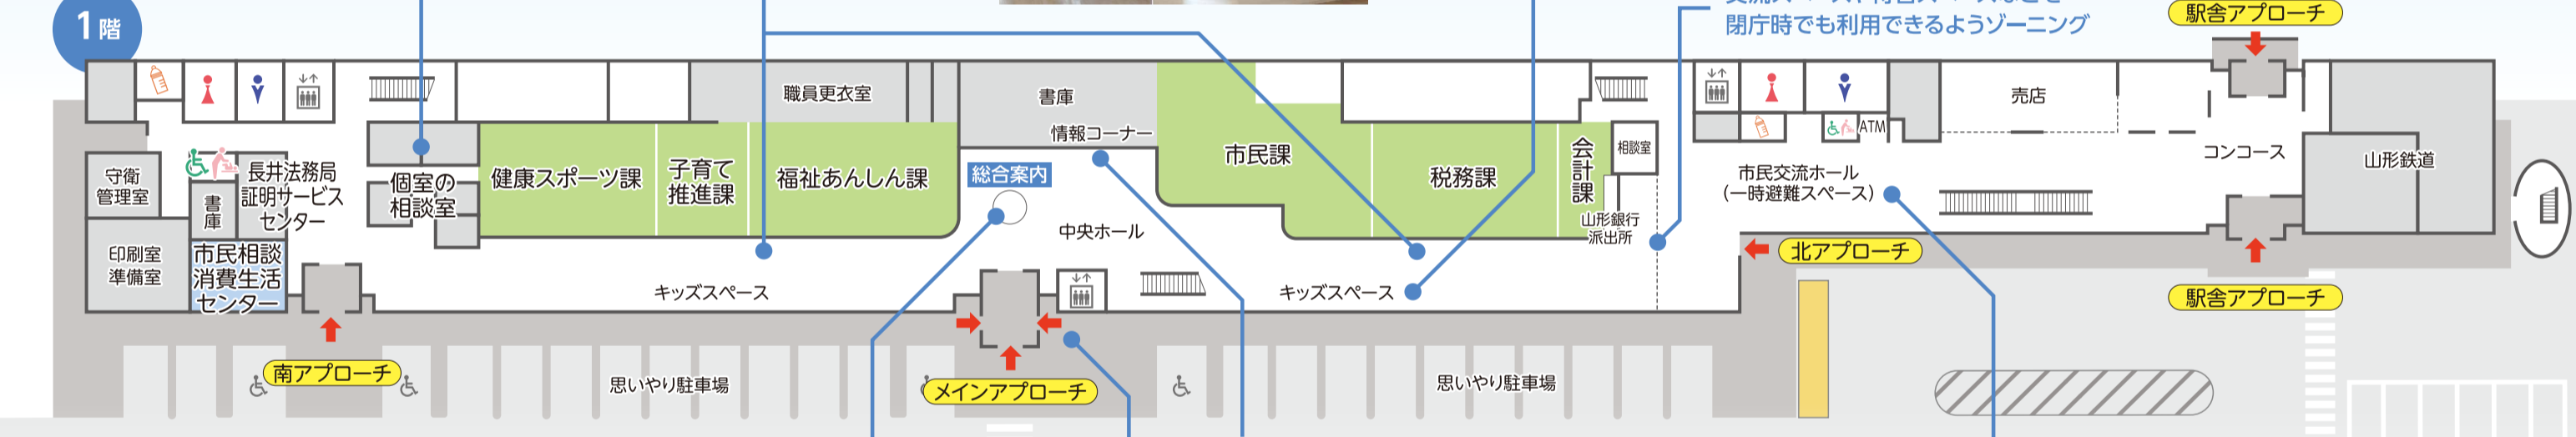 1階
閉庁時でも利用できるようゾーニング
駅舎アプローチ
職員更衣室
書庫
情報コーナー
市民課
税務課
会計課
相談室
山形銀行
派出所
ATM
売店
コンコース
山形鉄道
市民交流ホール
(一時避難スペース)
守衛
管理室
書庫
長井法務局
証明サービス
センター
個室の
相談室
健康スポーツ課
子育て
推進課
福祉あんしん課
総合案内
中央ホール
印刷室
準備室
市民相談
消費生活
センター
キッズスペース
キッズスペース
北アプローチ
駅舎アプローチ
南アプローチ
思いやり駐車場
メインアプローチ
思いやり駐車場